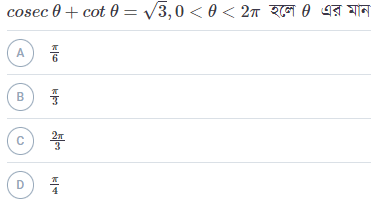 cosec θ + cot θ = √3, 0 < θ < 2π হলে θ এর মান
A π/6
B π/3
C 2π/3
D π/4